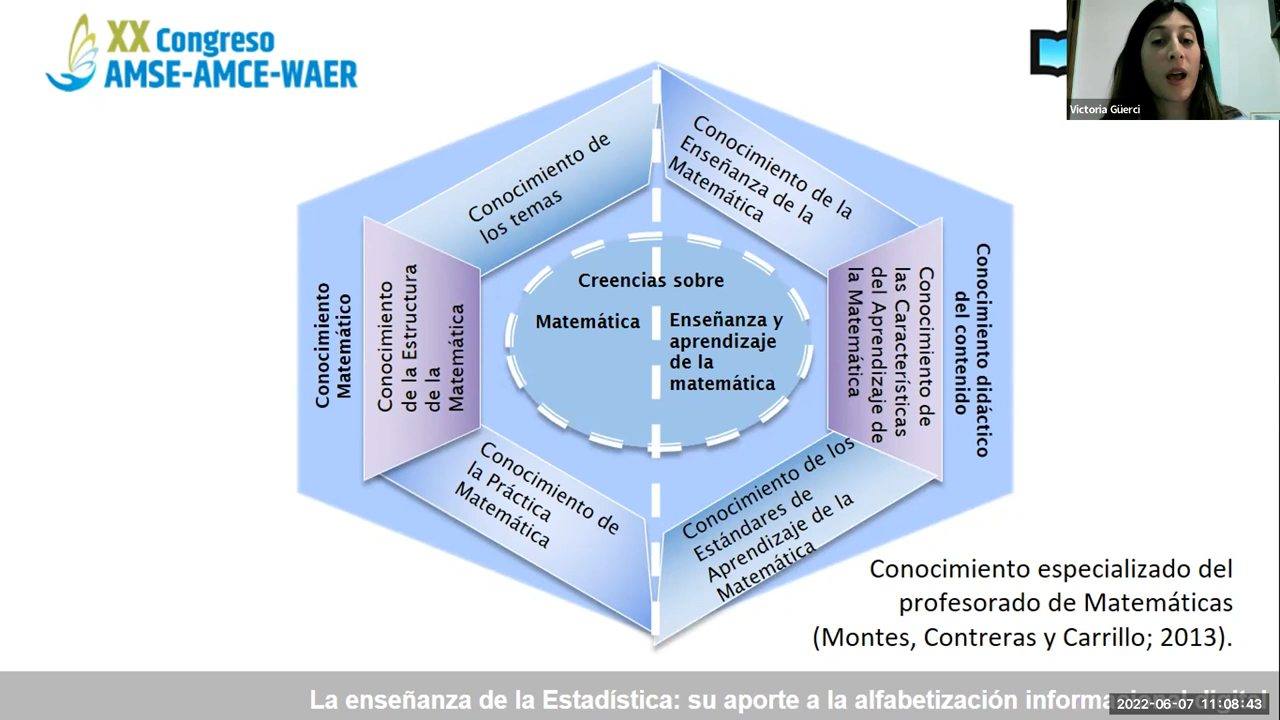 XX Congreso
AMSE-AMCE-WAER
Victoria Güerci
Conocimiento de
los temas
Conocimiento de la
Enseñanza de la
Matemática
Conocimiento
Matemático
Conocimiento
de la Estructura
de la
Matemática
Creencias sobre
Matemática
Enseñanza y
aprendizaje
de la
matemática
Conocimiento de
las Características
del Aprendizaje de
la Matemática
Conocimiento didáctico
del contenido
Conocimiento de
la Práctica
Matemática
Conocimiento de los
Estándares de
Aprendizaje de la
Matemática
Conocimiento especializado del
profesorado de Matemáticas
(Montes, Contreras y Carrillo; 2013).
La enseñanza de la Estadística: su aporte a la alfabetización informacional digital
2022-06-07 11:08:43